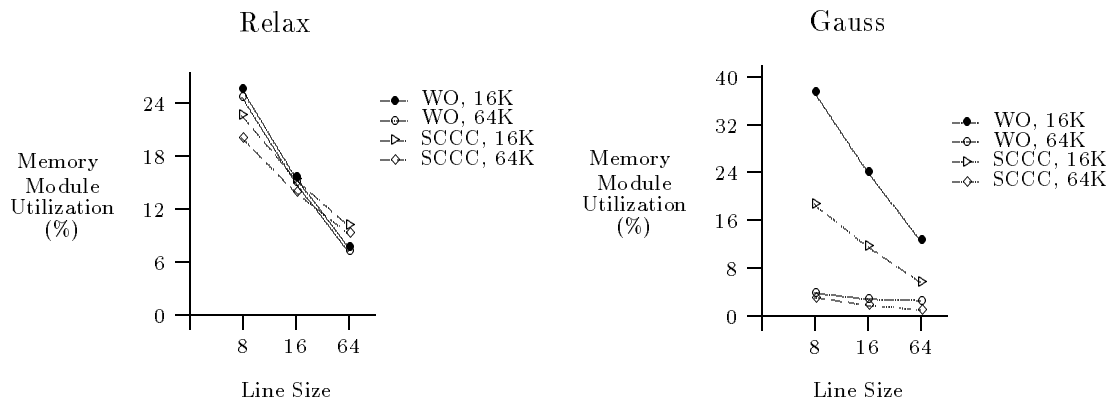 Relax
24
18
12
6
0
Memory
Module
Utilization
(%)
8 16 64
Line Size
WO, 16K
WO, 64K
SCCC, 16K
SCCC, 64K
Gauss
40
32
24
16
8
0
Memory
Module
Utilization
(%)
8 16 64
Line Size
WO, 16K
WO, 64K
SCCC, 16K
SCCC, 64K